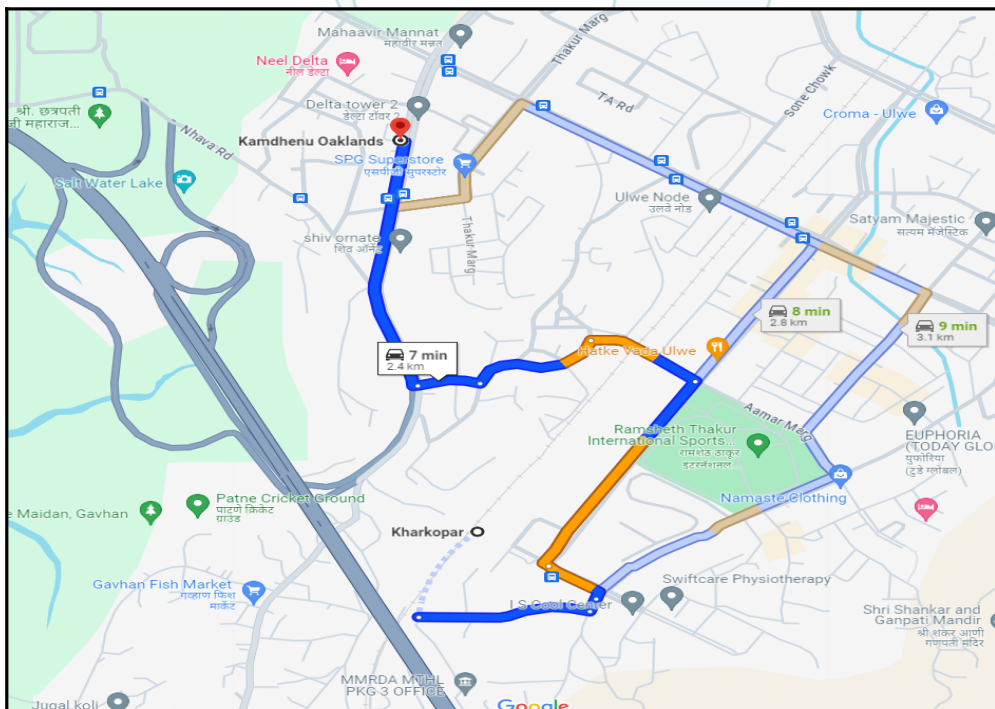 Mahaavir Mannat
महावीर मन्नत
Thakur Marg
Neel Delta
नील डेल्टा
Delta tower 2
डेल्टा टॉवर २
TA Rd
Sone Chowk
Croma - Ulwe
श्री. छत्रपती
जी महाराज...
Nhava Rd
Kamdhenu Oaklands
SPG Superstore
एसपीजी सुपरस्टोर
Salt Water Lake
Ulwe Node
उलवे नोड
Satyam Majestic
सत्यम मॅजेस्टिक
shiv ornate
शिव ऑर्नेट
Thakur Marg
8 min
2.8 km
9 min
3.1 km
7 min
2.4 km
Hatke Vada Ulwe
Aamar Marg
Ramsheth Thakur
International Sports...
रामशेठ ठाकूर
इंटरनॅशनल...
EUPHORIA
(TODAY GLO
युफोरिया
(टुडे ग्लोबल)
Namaste Clothing
Patne Cricket Ground
पाटणे क्रिकेट
ग्राउंड
e Maidan, Gavhan
Kharkopar
Gavhan Fish Market
गव्हाण फिश
मार्केट
Swiftcare Physiotherapy
I S Cool Center
Shri Shankar and
Ganpati Mandir
श्री शंकर आणी
गणपती मंदिर
MMRDA MTHL
PKG 3 OFFICE
Jugal koli
Google